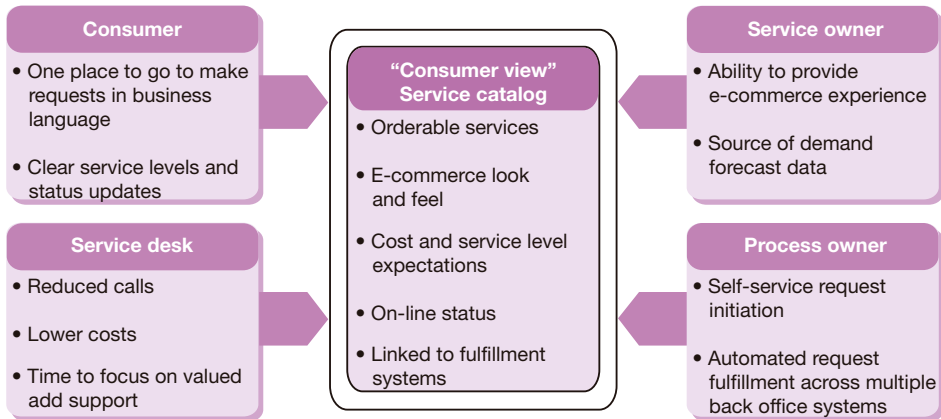 Consumer
• One place to go to make
requests in business
language
• Clear service levels and
status updates
Service desk
• Reduced calls
• Lower costs
• Time to focus on valued
add support
“Consumer view”
Service catalog
• Orderable services
• E-commerce look
and feel
• Cost and service level
expectations
• On-line status
• Linked to fulfillment
systems
Service owner
• Ability to provide
e-commerce experience
• Source of demand
forecast data
Process owner
• Self-service request
initiation
• Automated request
fulfillment across multiple
back office systems